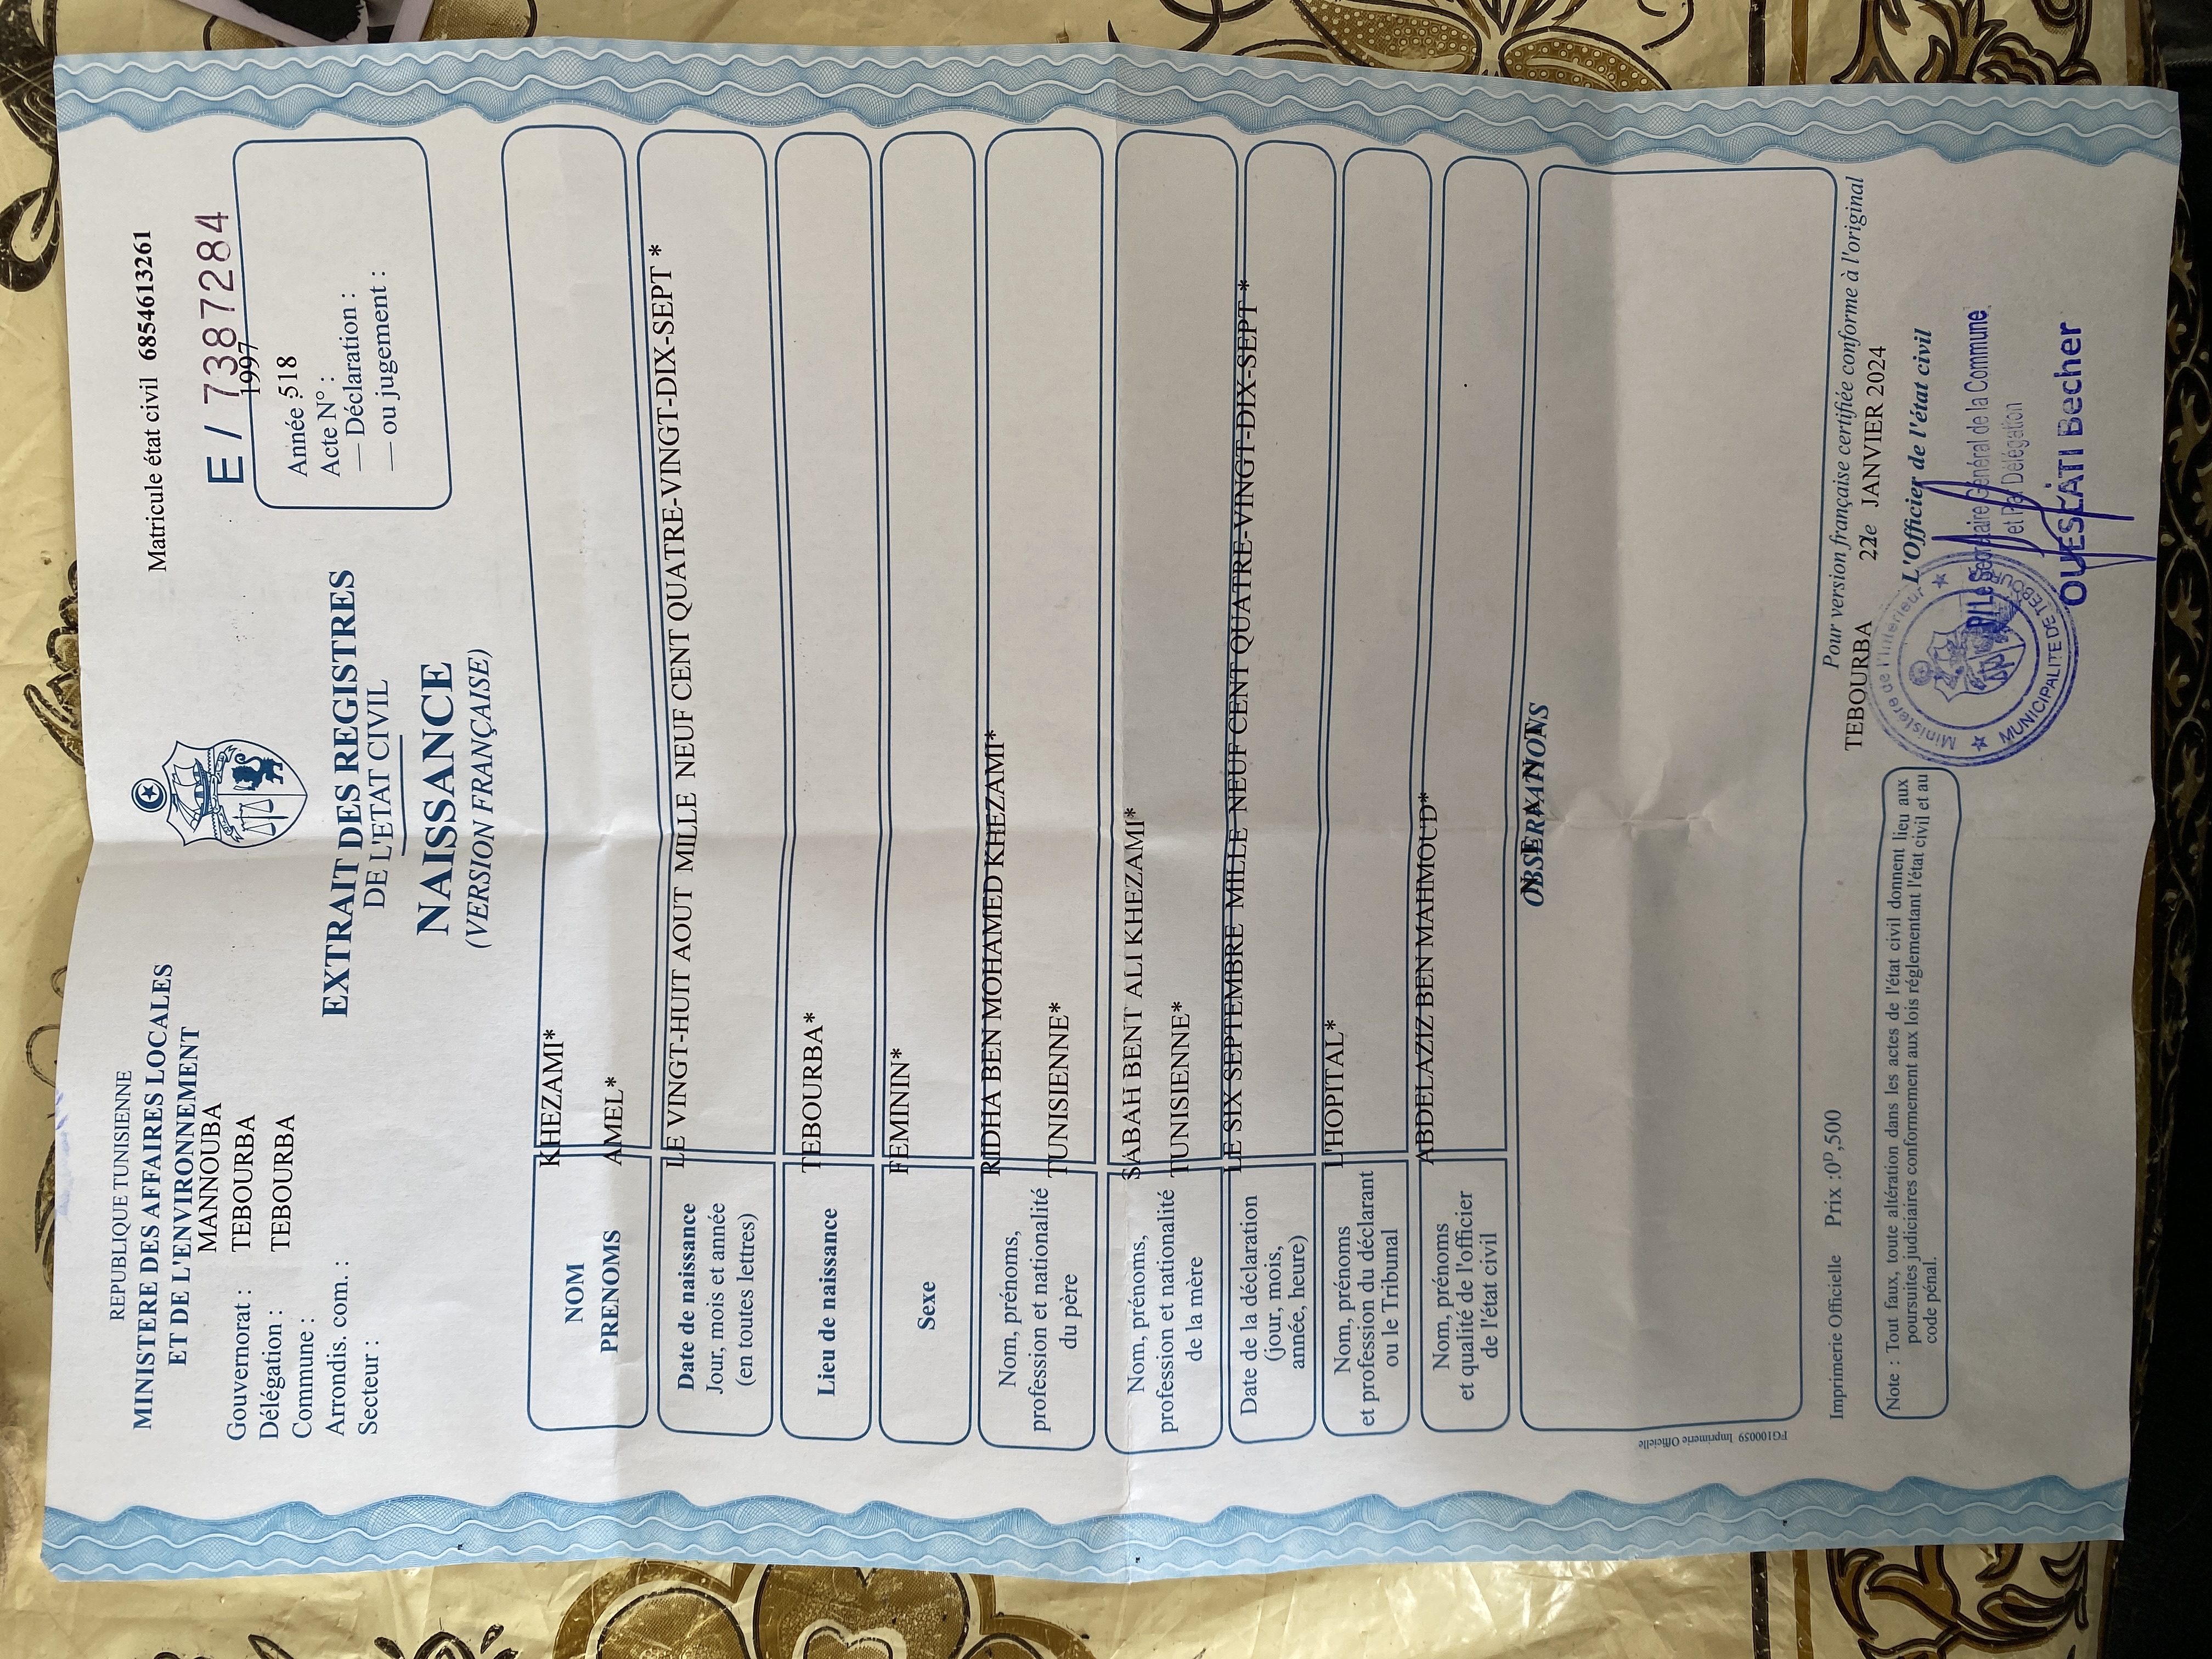 REPUBLIQUE TUNISIENNE
MINISTERE DES AFFAIRES LOCALES
ET DE L'ENVIRONNEMENT
MANNOUBA
Gouvernorat : TEBOURBA
Délégation : TEBOURBA
Commune :
Arrondis. com. :
Secteur :
Matricule état civil 6854613261
E / 7387284
1997
Année : 518
Acte N° :
— Déclaration :
— ou jugement :
EXTRAIT DES REGISTRES
DE L'ETAT CIVIL
NAISSANCE
(VERSION FRANÇAISE)
NOM KHEZAMI*
PRENOMS AMEL*
Date de naissance
Jour, mois et année
(en toutes lettres)
LE VINGT-HUIT AOUT MILLE NEUF CENT QUATRE-VINGT-DIX-SEPT *
Lieu de naissance TEBOURBA*
Sexe FEMININ*
Nom, prénoms,
profession et nationalité
du père
RIDHA BEN MOHAMED KHEZAMI*
TUNISIENNE*
Nom, prénoms,
profession et nationalité
de la mère
SABAH BENT ALI KHEZAMI*
TUNISIENNE*
Date de la déclaration
(jour, mois,
année, heure)
LE SIX SEPTEMBRE MILLE NEUF CENT QUATRE-VINGT-DIX-SEPT *
Nom, prénoms
et profession du déclarant
ou le Tribunal
L'HOPITAL*
Nom, prénoms
et qualité de l'officier
de l'état civil
ABDELAZIZ BEN MAHMOUD*
OBSERVATIONS
FG100059 Imprimerie Officielle
Imprimerie Officielle Prix :0D,500
Note : Tout faux, toute altération dans les actes de l'état civil donnent lieu aux
poursuites judiciaires conformement aux lois réglementant l'état civil et au
code pénal.
Pour version française certifiée conforme à l'original
TEBOURBA 22 JANVIER 2024
L'Officier de l'état civil
P/Le Secrétaire Général de la Commune
et Par Délégation
OUESLATI Becher
Ministère de l'Interieur
MUNICIPALITE DE TEBOURBA